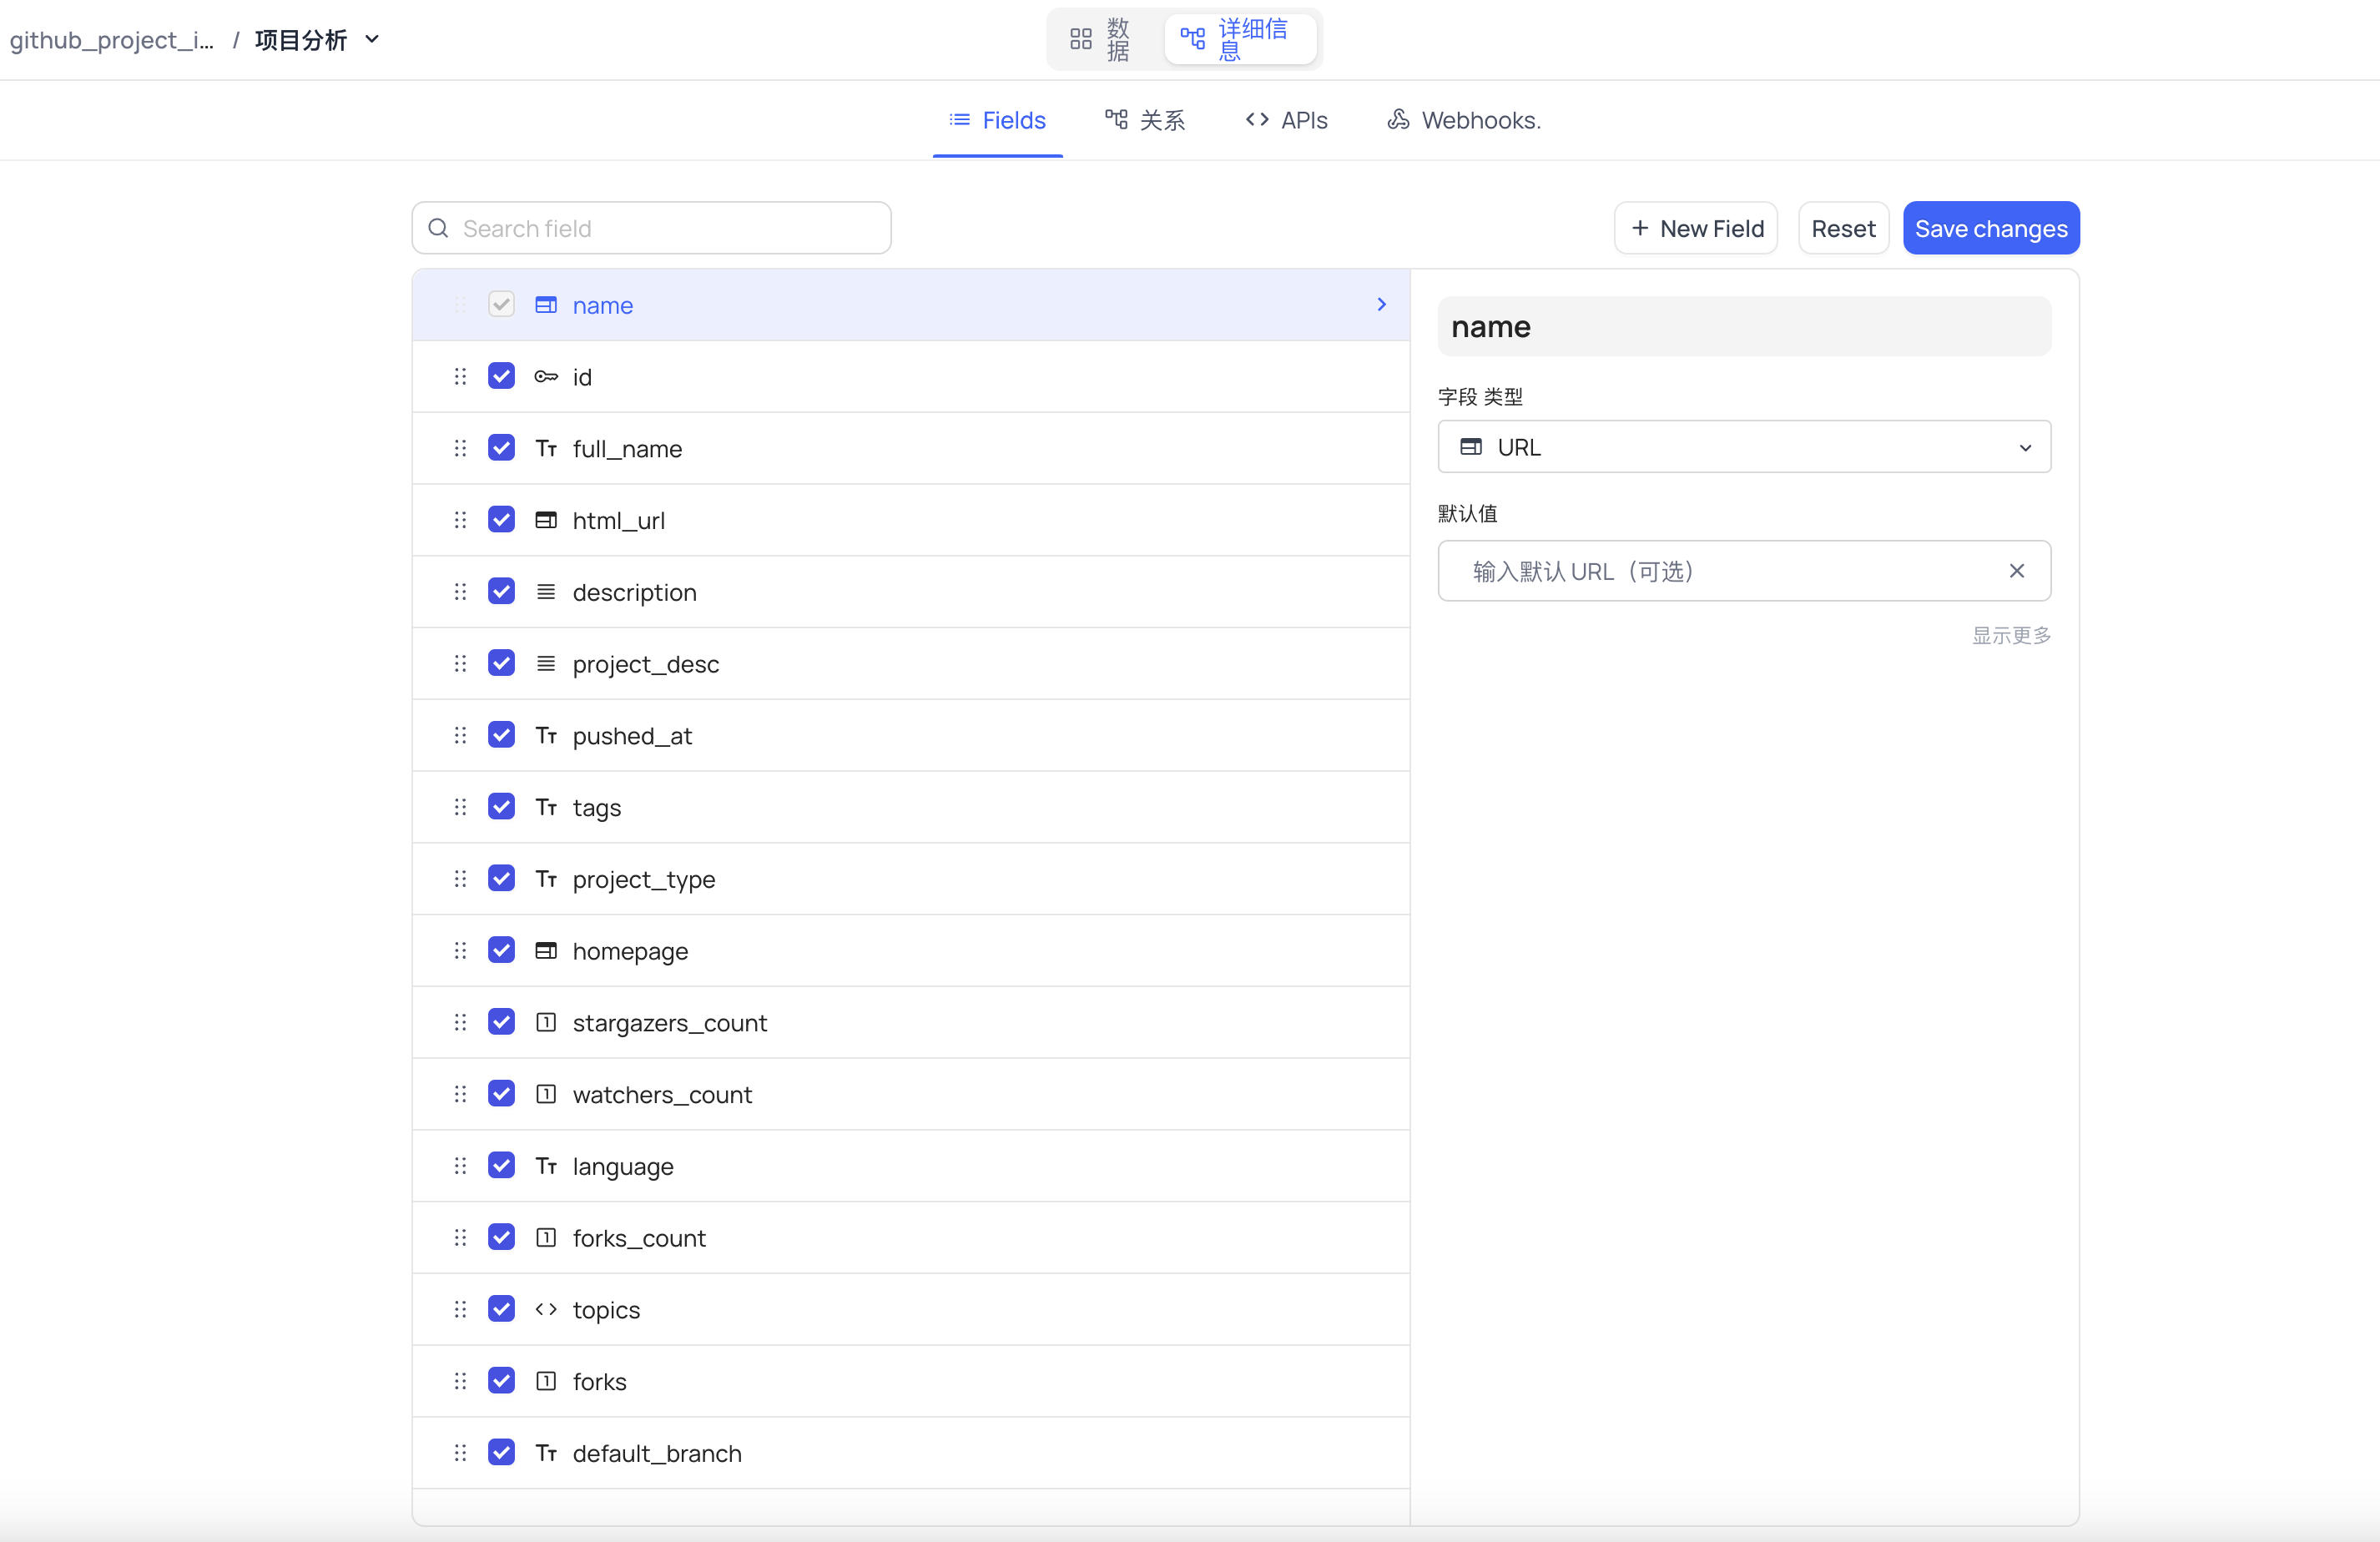 github_project_i... / 项目分析
数
据
详细信
息
Fields
关系
APIs
Webhooks.
Search field
New Field
Reset
Save changes
name
id
full_name
html_url
description
project_desc
pushed_at
tags
project_type
homepage
stargazers_count
watchers_count
language
forks_count
topics
forks
default_branch
name
字段 类型
URL
默认值
输入默认 URL（可选）
显示更多